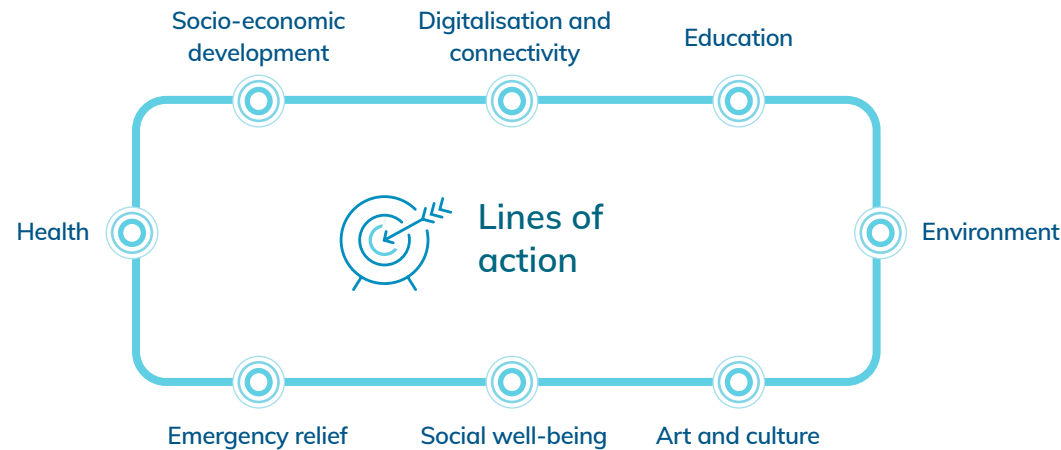 Socio-economic
development
Digitalisation and
connectivity
Education
Health
Lines of
action
Environment
Emergency relief
Social well-being
Art and culture